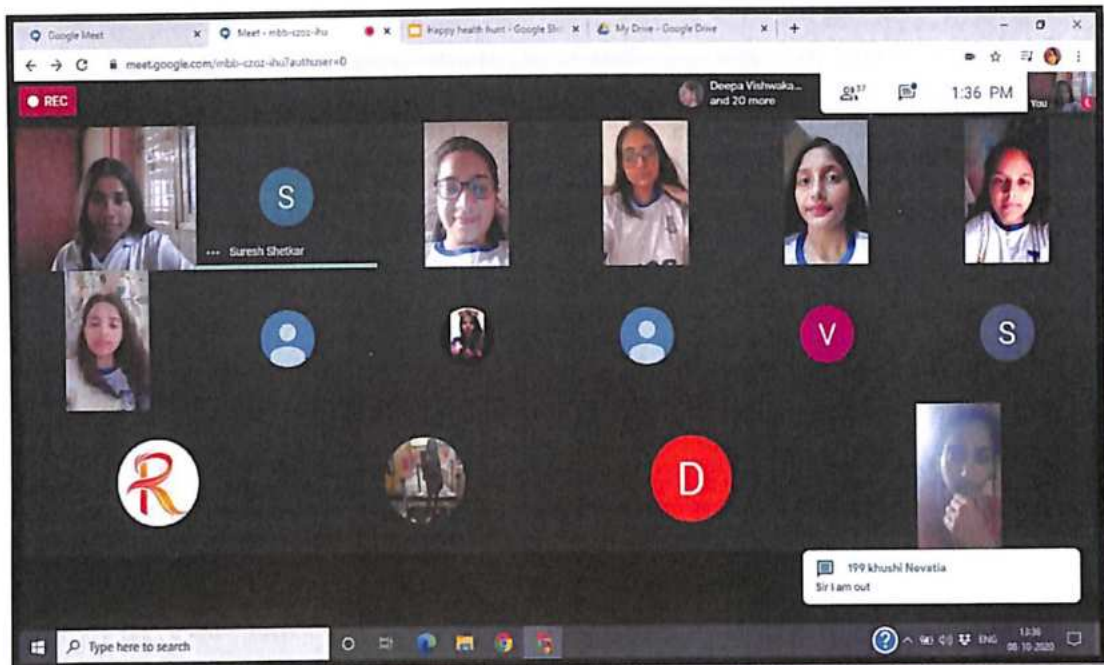 Google Meet
Meet - mbb-czoz-ihu
Happy health hunt - Google Sli
My Drive - Google Drive
meet.google.com/mbb-czoz-ihu?authuser=0
REC
Deepa Vishwaka...
and 20 more
37
1:36 PM
You
S
Suresh Shetkar
V
S
R
D
199 khushi Nevatia
Sir I am out
Type here to search
ENG
13:36
08-10-2020